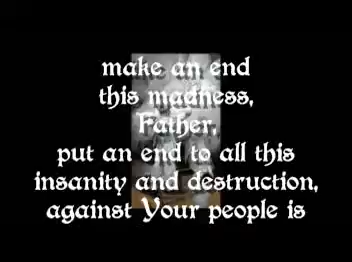 make an end
this madness,
Father,
put an end to all this
insanity and destruction,
against Your people is